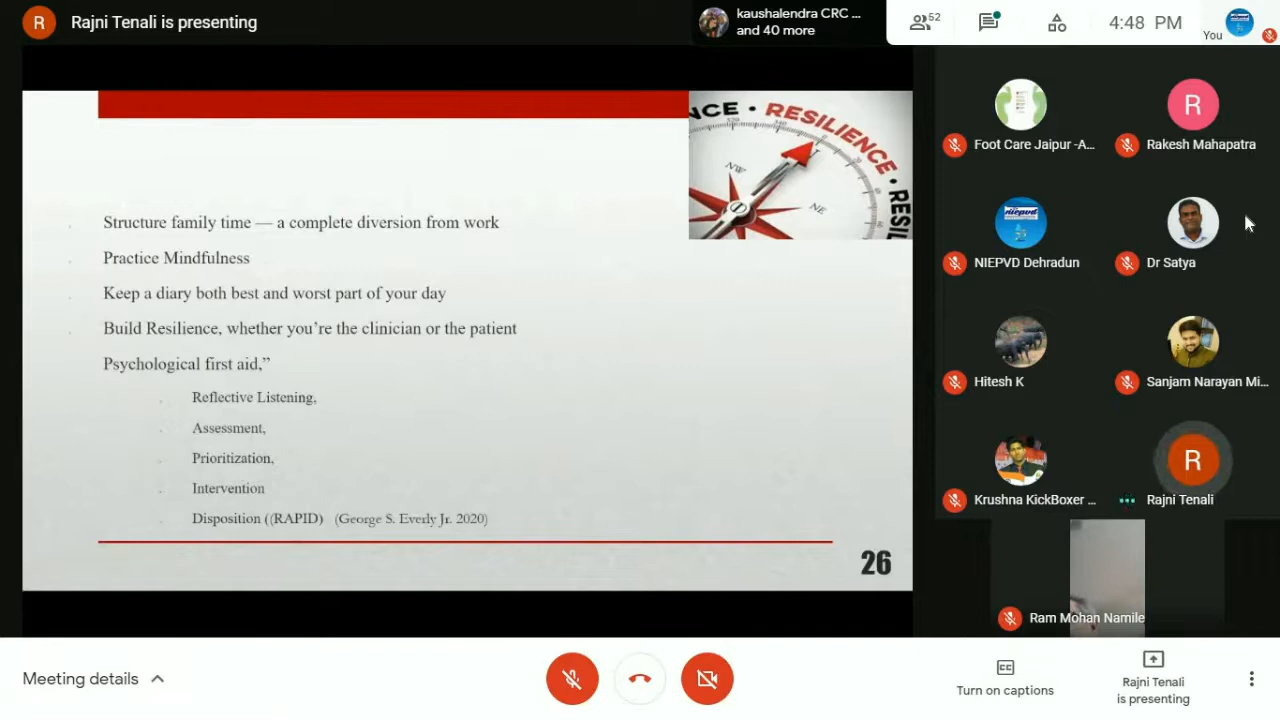 R
Rajni Tenali is presenting
kaushalendra CRC ...
and 40 more
52
4:48 PM
You
NCE • RESILIENCE • RESIL
NW
NE
Structure family time — a complete diversion from work
Practice Mindfulness
Keep a diary both best and worst part of your day
Build Resilience, whether you're the clinician or the patient
Psychological first aid,”
Reflective Listening,
Assessment,
Prioritization,
Intervention
Disposition ((RAPID) (George S. Everly Jr. 2020)
26
R
Foot Care Jaipur -A...
Rakesh Mahapatra
niepvd
NIEPVD Dehradun
Dr Satya
Hitesh K
Sanjam Narayan Mi...
R
Krushna KickBoxer ...
Rajni Tenali
Ram Mohan Namile
Meeting details
CC
Turn on captions
Rajni Tenali
is presenting